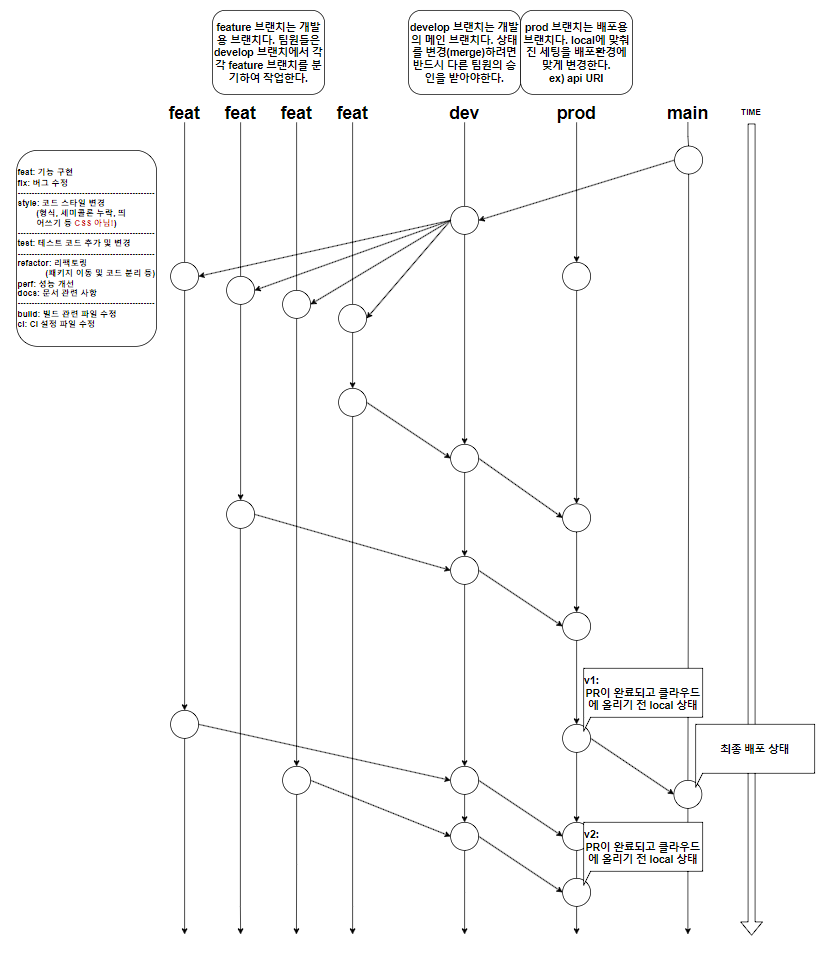 feature 브랜치는 개발
용 브랜치다. 팀원들은
develop 브랜치에서 각
각 feature 브랜치를 분
기하여 작업한다.
develop 브랜치는 개발
의 메인 브랜치다. 상태
를 변경(merge)하려면
반드시 다른 팀원의 승
인을 받아야한다.
prod 브랜치는 배포용
브랜치다. local에 맞춰
진 세팅을 배포환경에
맞게 변경한다.
ex) api URI
feat
feat
feat
feat
dev
prod
main
TIME
feat: 기능 구현
fix: 버그 수정
style: 코드 스타일 변경
(형식, 세미콜론 누락, 띄
어쓰기 등 CSS 아님!)
test: 테스트 코드 추가 및 변경
refactor: 리팩토링
(패키지 이동 및 코드 분리 등)
perf: 성능 개선
docs: 문서 관련 사항
build: 빌드 관련 파일 수정
ci: CI 설정 파일 수정
v1:
PR이 완료되고 클라우드
에 올리기 전 local 상태
최종 배포 상태
v2:
PR이 완료되고 클라우드
에 올리기 전 local 상태